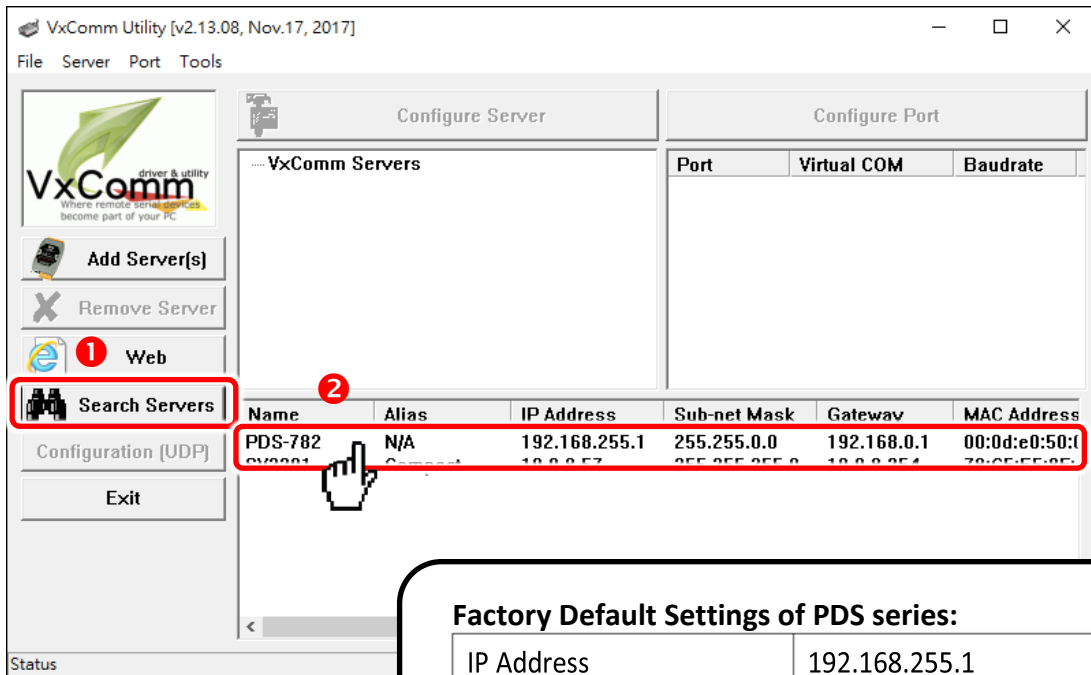 VxComm Utility [v2.13.08, Nov.17, 2017]
File Server Port Tools
VxComm
driver & utility
Where remote serial devices
become part of your PC
Configure Server
Configure Port
VxComm Servers
Port Virtual COM Baudrate
Add Server(s)
Remove Server
1 Web
Search Servers
2
Name Alias IP Address Sub-net Mask Gateway MAC Address
PDS-782 N/A 192.168.255.1 255.255.0.0 192.168.0.1 00:0d:e0:50:
Configuration (UDP)
Exit
Factory Default Settings of PDS series:
IP Address 192.168.255.1
Status